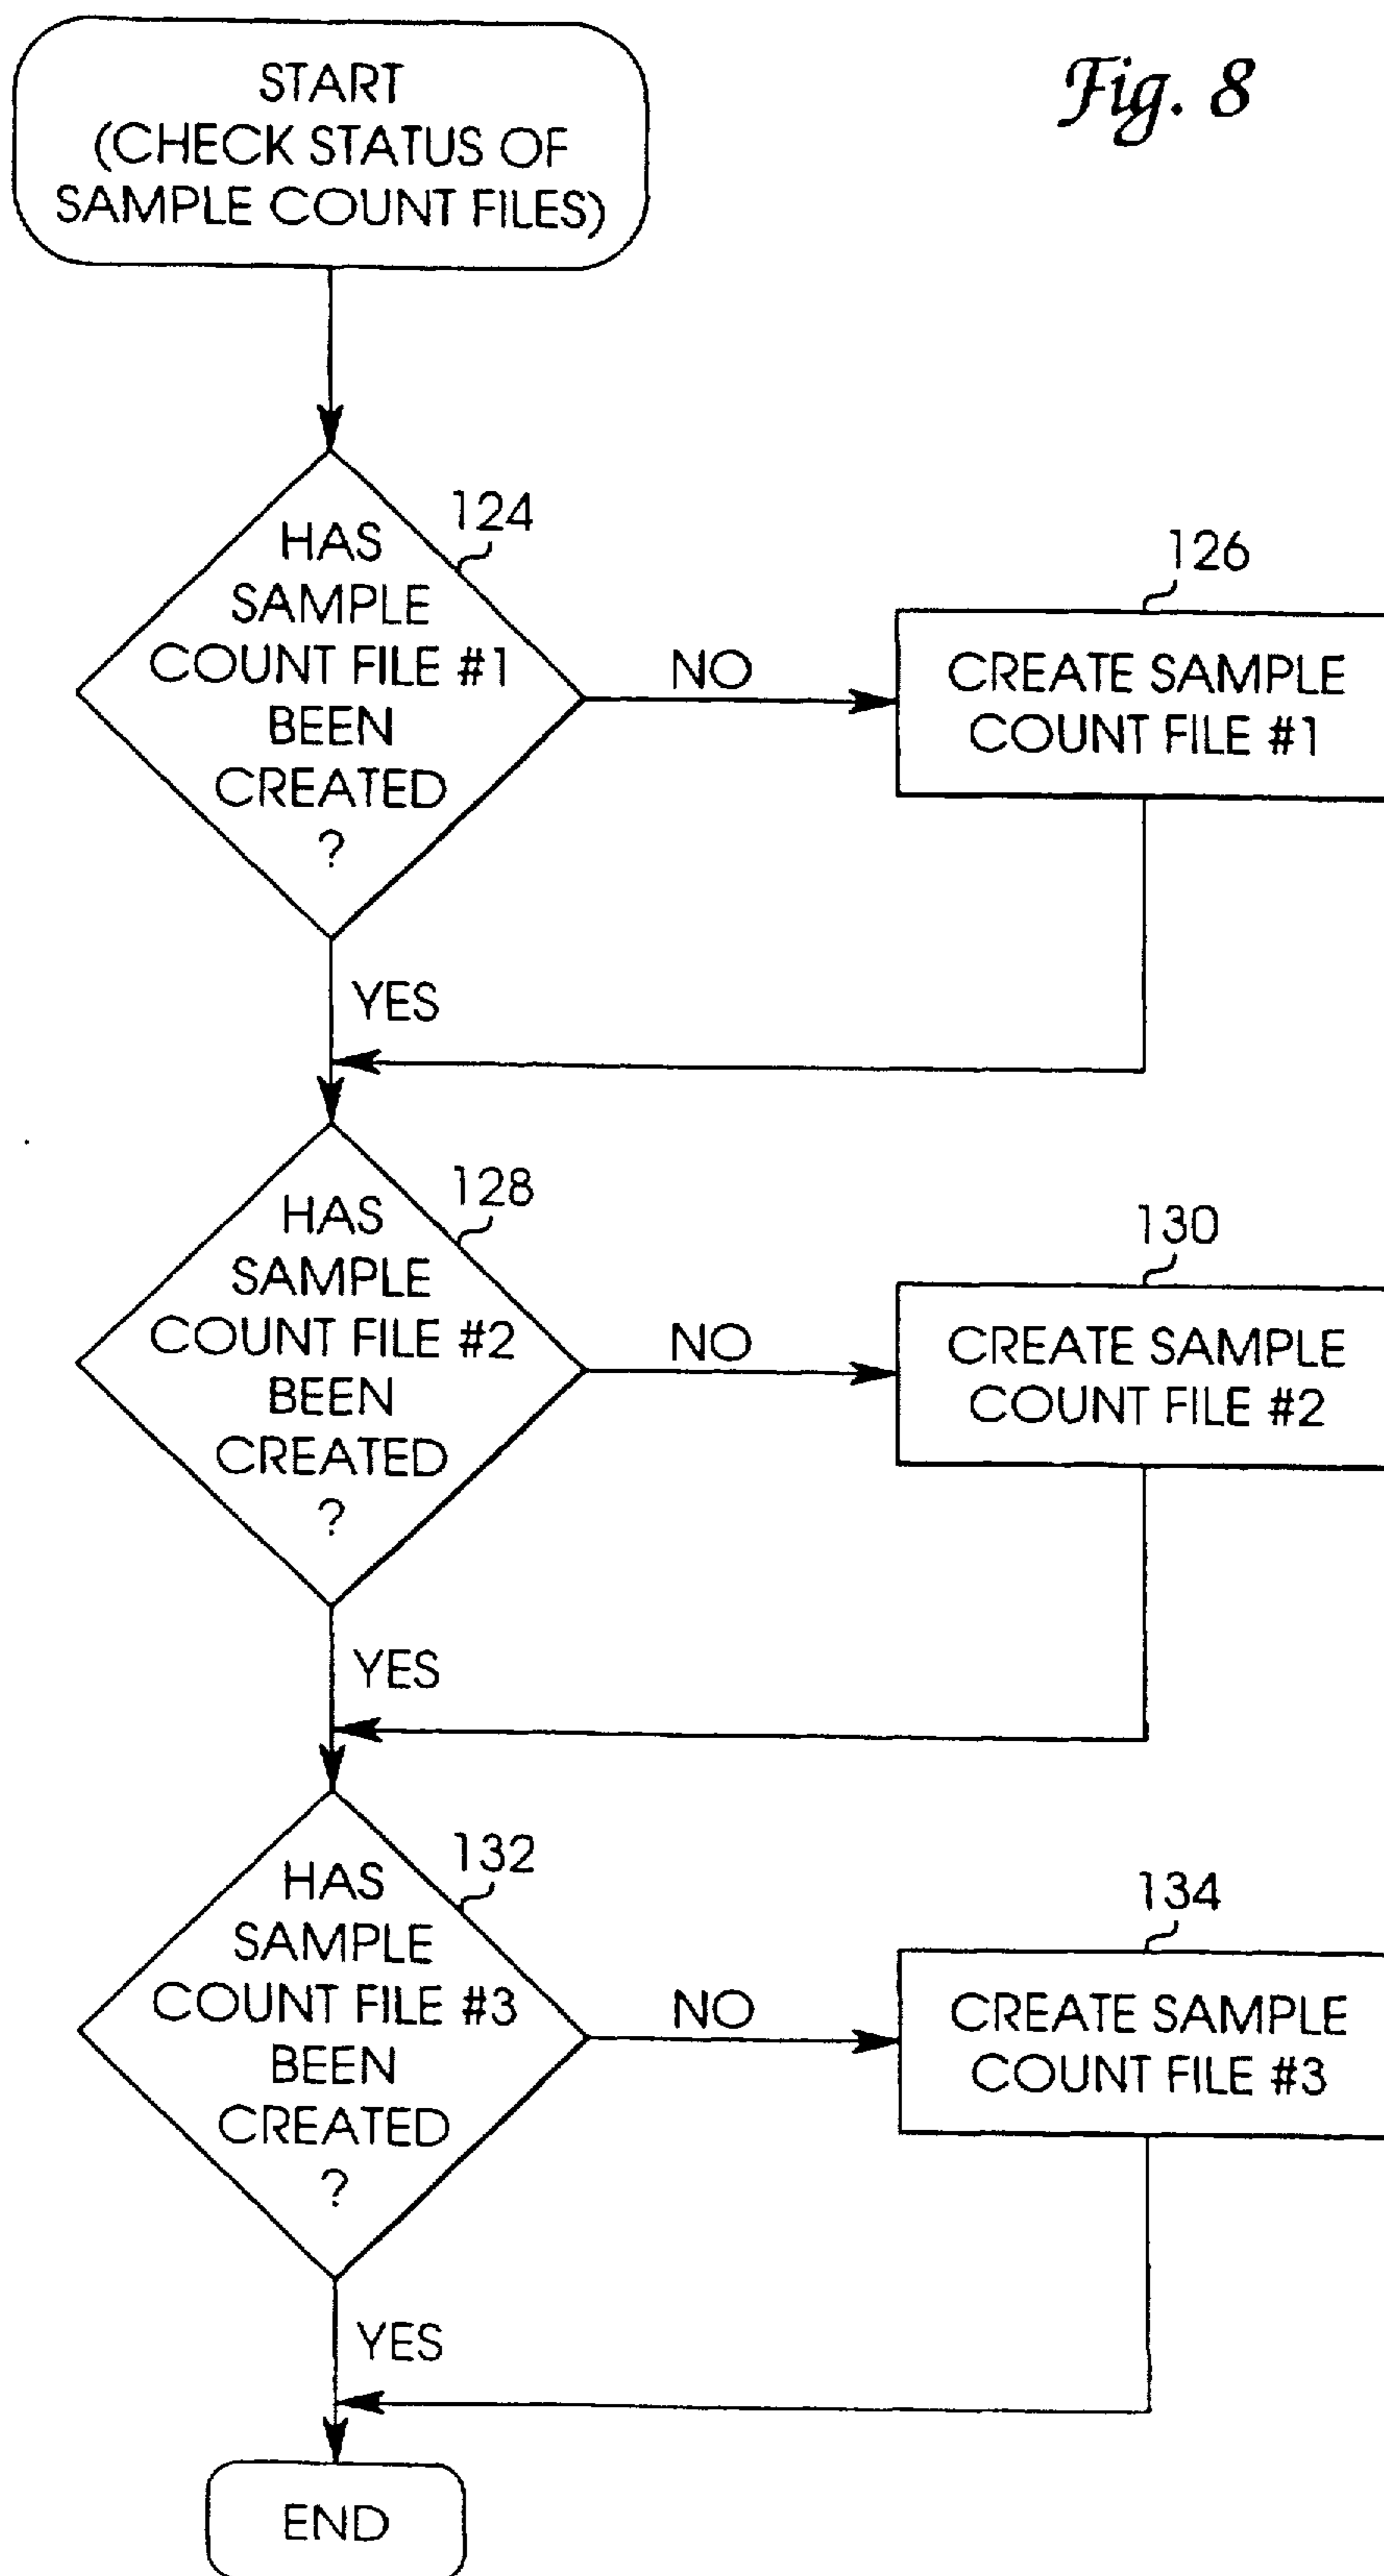 Fig. 8
START
(CHECK STATUS OF
SAMPLE COUNT FILES)
124
HAS
SAMPLE
COUNT FILE #1
BEEN
CREATED
?
NO
126
CREATE SAMPLE
COUNT FILE #1
YES
128
HAS
SAMPLE
COUNT FILE #2
BEEN
CREATED
?
NO
130
CREATE SAMPLE
COUNT FILE #2
YES
132
HAS
SAMPLE
COUNT FILE #3
BEEN
CREATED
?
NO
134
CREATE SAMPLE
COUNT FILE #3
YES
END